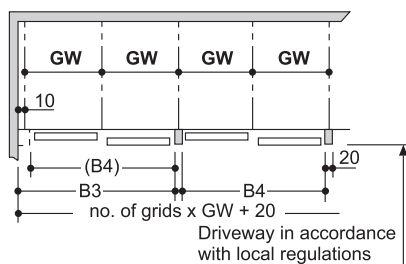 GW GW GW GW
10
20
(B4)
B3 B4
no. of grids x GW + 20
Driveway in accordance
with local regulations